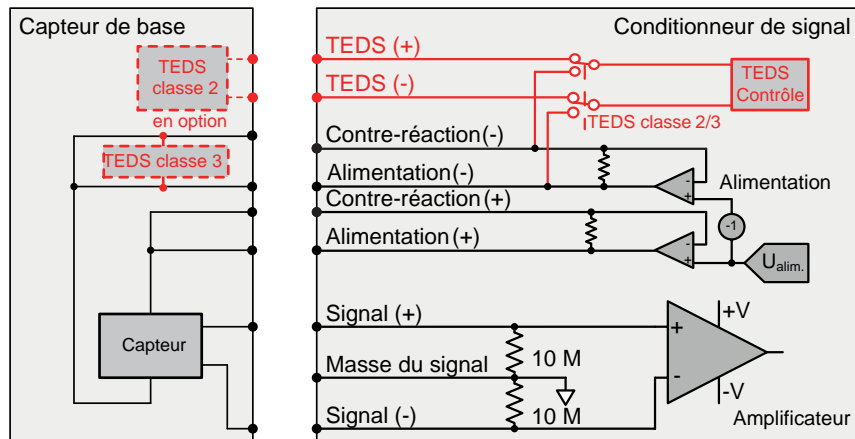 Capteur de base
TEDS
classe 2
en option
TEDS classe 3
Capteur
Conditionneur de signal
TEDS (+)
TEDS (-)
TEDS
Contrôle
TEDS classe 2/3
Contre-réaction(-)
Alimentation(-)
Alimentation
Contre-réaction(+)
Alimentation(+)
-
+
-1
-
+
Ualim.
Signal (+)
+V
+
10 M
Masse du signal
-
-V
10 M
Signal (-)
Amplificateur